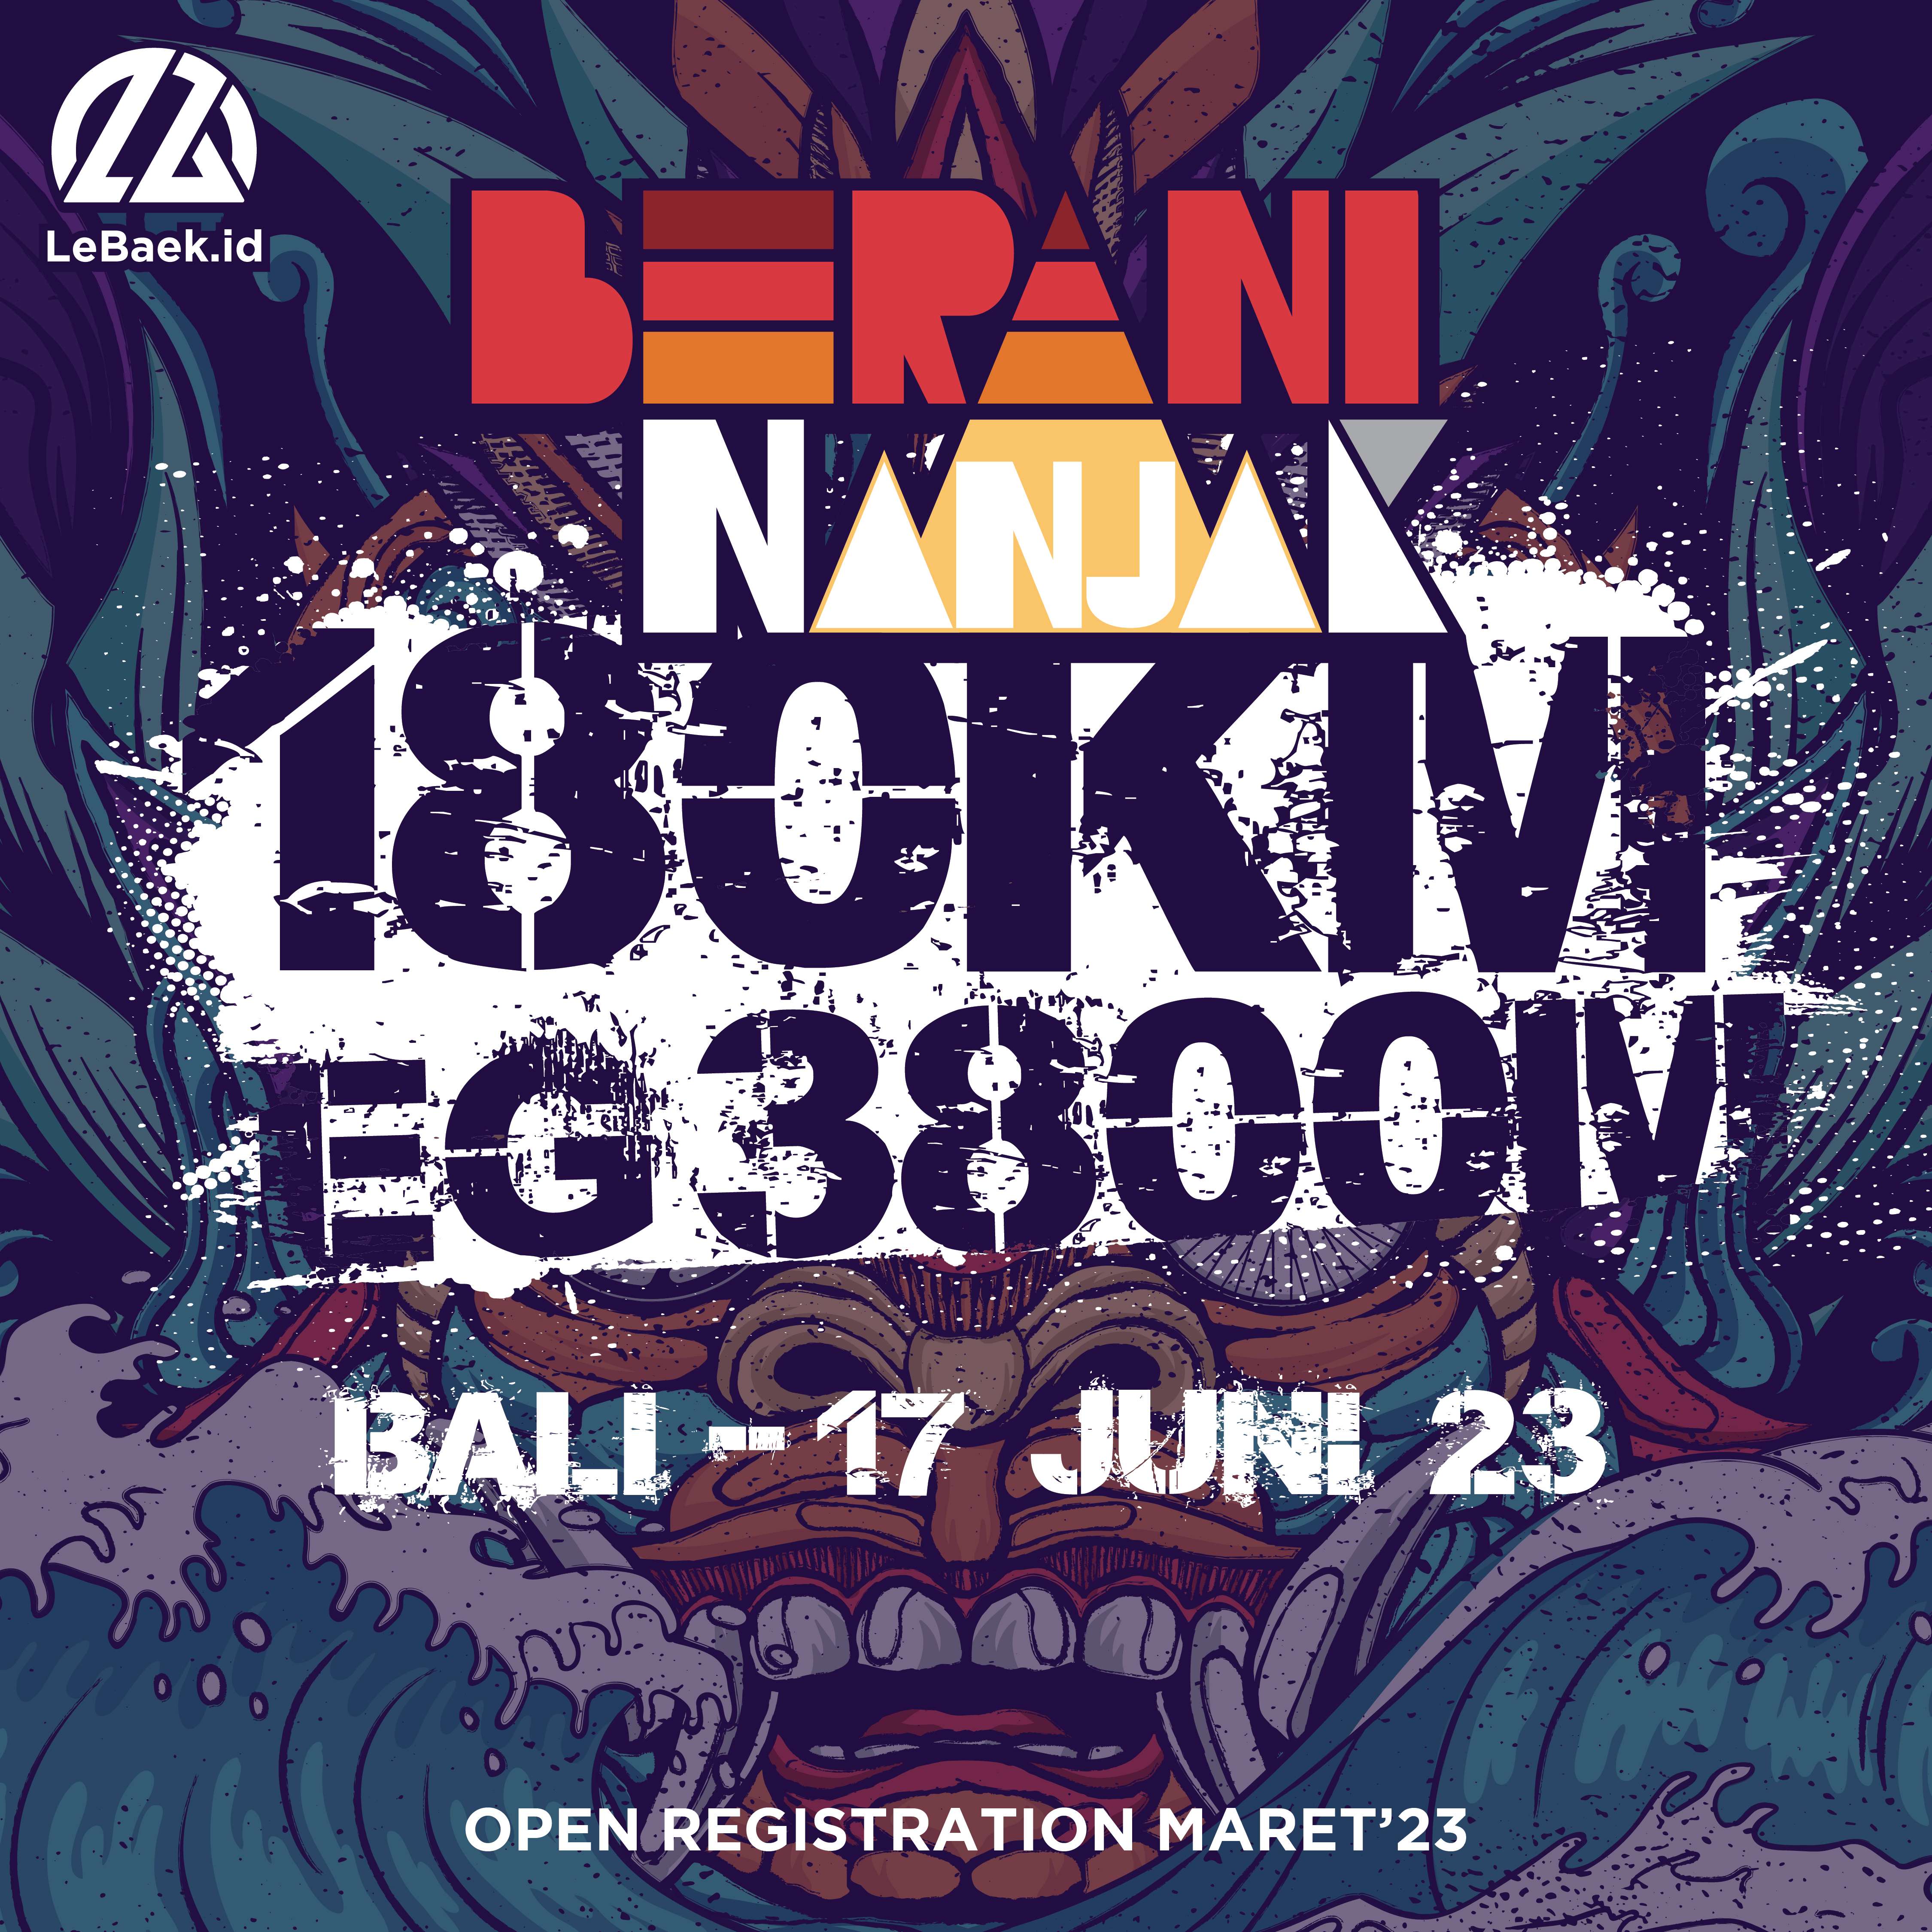 LeBaek.id
BERANI
NANJAK
180KM
EG 3800M
BALI - 17 JUNI 23
OPEN REGISTRATION MARET'23